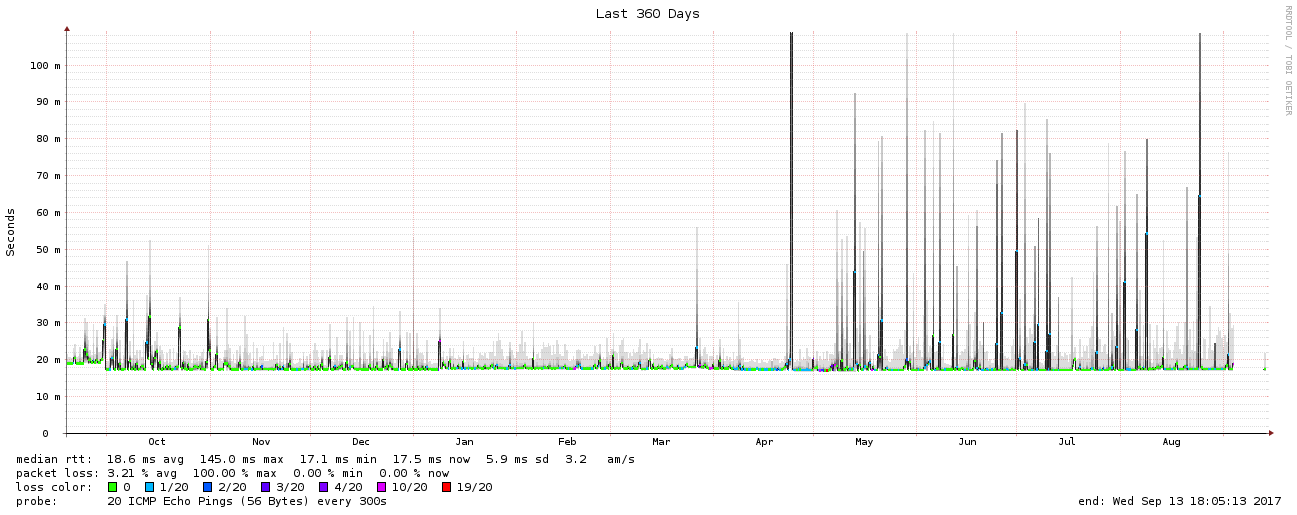 Last 360 Days
RRDTOOL / TOBI OETIKER
Seconds
100 m
90 m
80 m
70 m
60 m
50 m
40 m
30 m
20 m
10 m
0
Oct Nov Dec Jan Feb Mar Apr May Jun Jul Aug
median rtt: 18.6 ms avg 145.0 ms max 17.1 ms min 17.5 ms now 5.9 ms sd 3.2 am/s
packet loss: 3.21 % avg 100.00 % max 0.00 % min 0.00 % now
loss color: 0 1/20 2/20 3/20 4/20 10/20 19/20
probe: 20 ICMP Echo Pings (56 Bytes) every 300s end: Wed Sep 13 18:05:13 2017